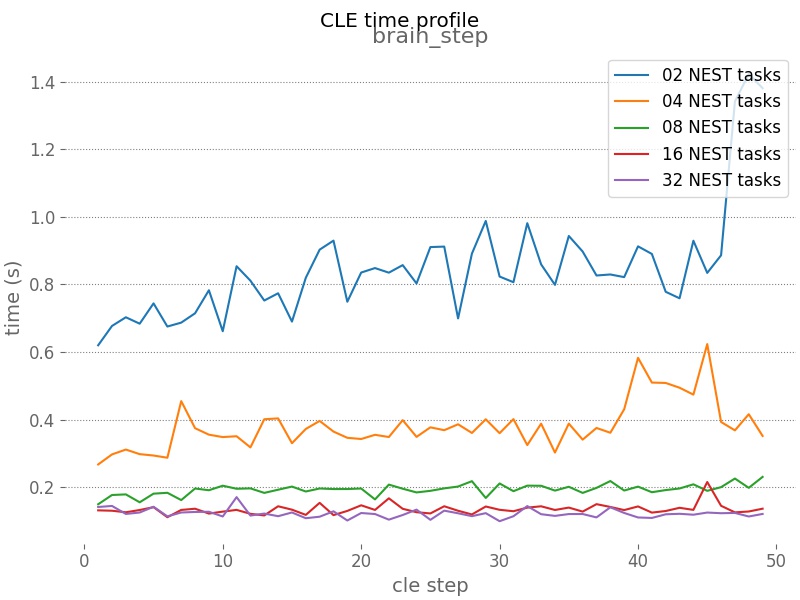 CLE time profile
brain_step
02 NEST tasks
04 NEST tasks
08 NEST tasks
16 NEST tasks
32 NEST tasks
1.4
1.2
1.0
0.8
0.6
0.4
0.2
time (s)
0 10 20 30 40 50
cle step